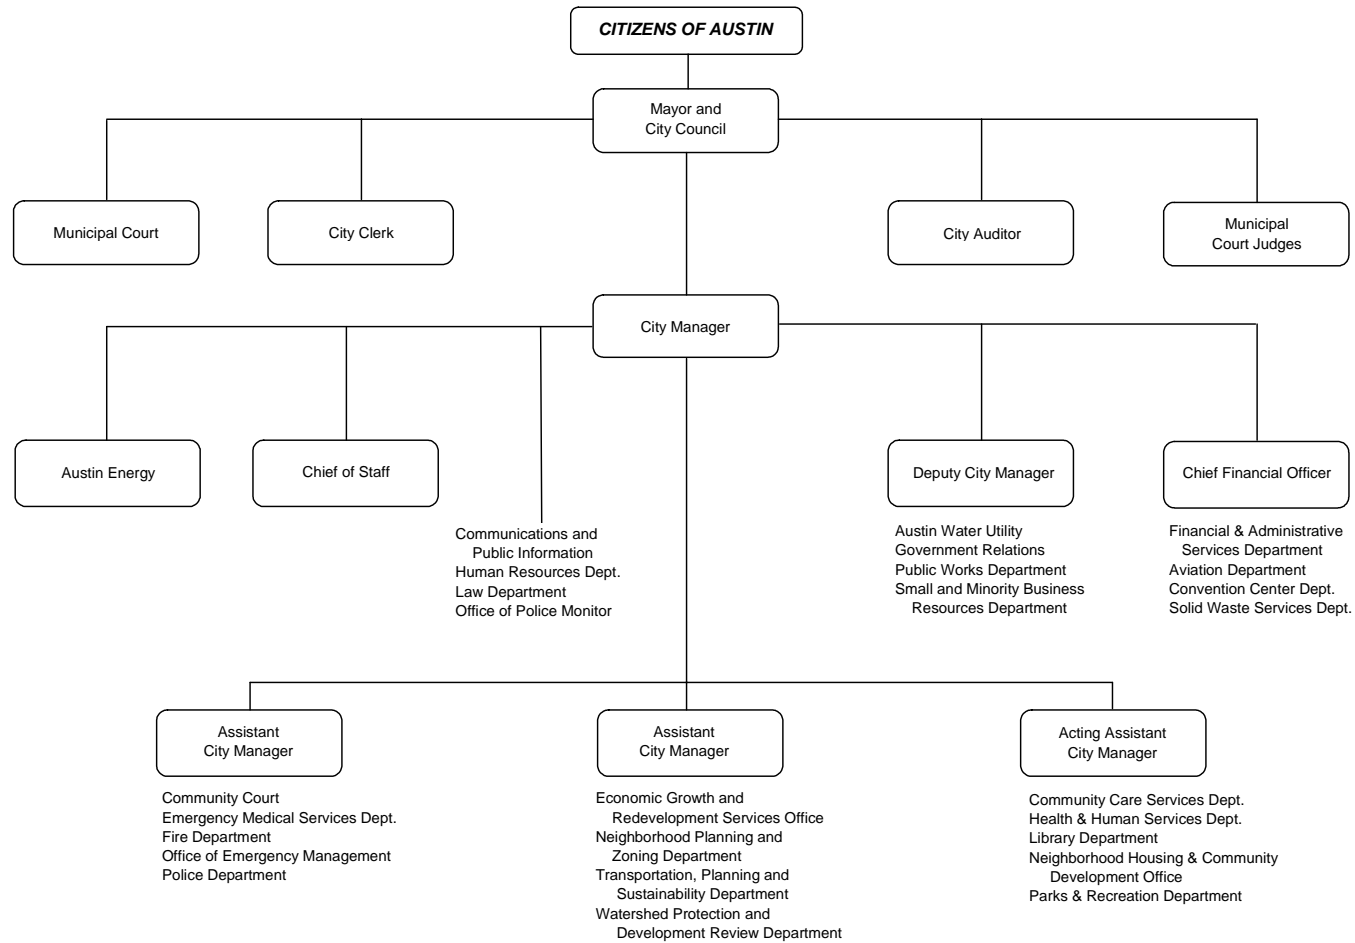 CITIZENS OF AUSTIN
Mayor and
City Council
Municipal Court
City Clerk
City Auditor
Municipal
Court Judges
City Manager
Austin Energy
Chief of Staff
Deputy City Manager
Chief Financial Officer
Communications and
Public Information
Human Resources Dept.
Law Department
Office of Police Monitor
Austin Water Utility
Government Relations
Public Works Department
Small and Minority Business
Resources Department
Financial & Administrative
Services Department
Aviation Department
Convention Center Dept.
Solid Waste Services Dept.
Assistant
City Manager
Community Court
Emergency Medical Services Dept.
Fire Department
Office of Emergency Management
Police Department
Assistant
City Manager
Economic Growth and
Redevelopment Services Office
Neighborhood Planning and
Zoning Department
Transportation, Planning and
Sustainability Department
Watershed Protection and
Development Review Department
Acting Assistant
City Manager
Community Care Services Dept.
Health & Human Services Dept.
Library Department
Neighborhood Housing & Community
Development Office
Parks & Recreation Department